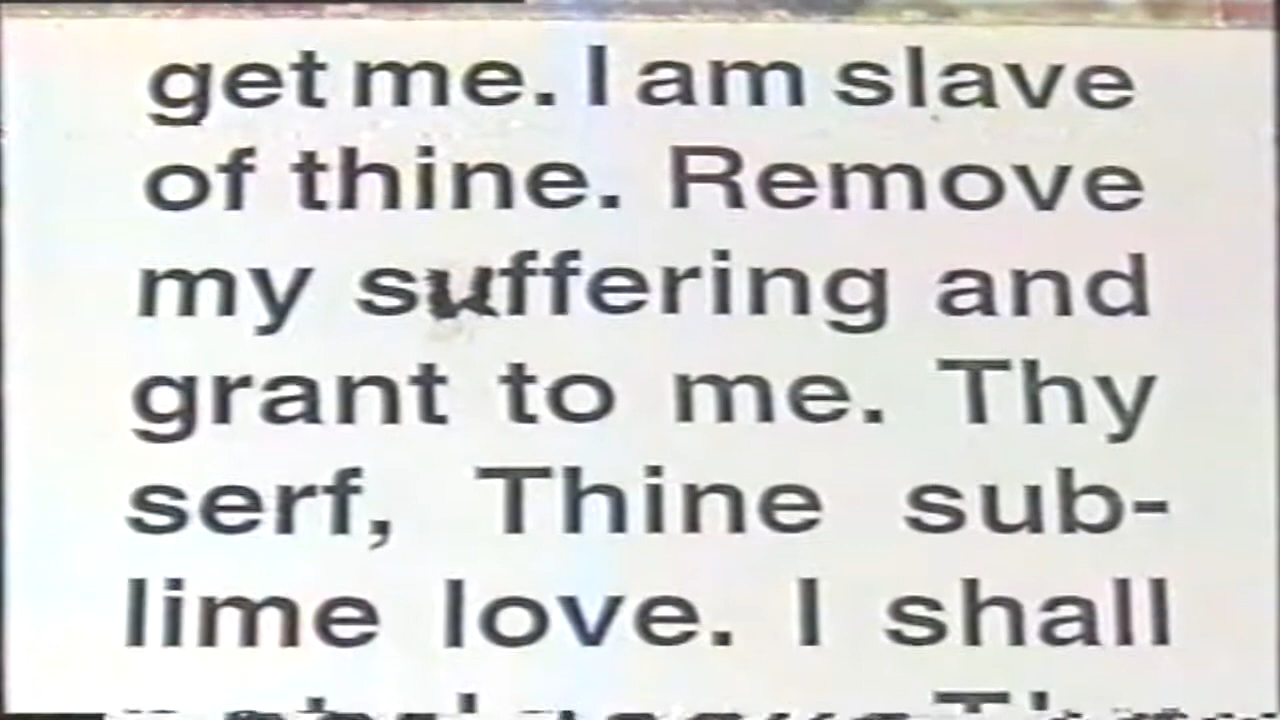 get me. I am slave
of thine. Remove
my suffering and
grant to me. Thy
serf, Thine sub-
lime love. I shall